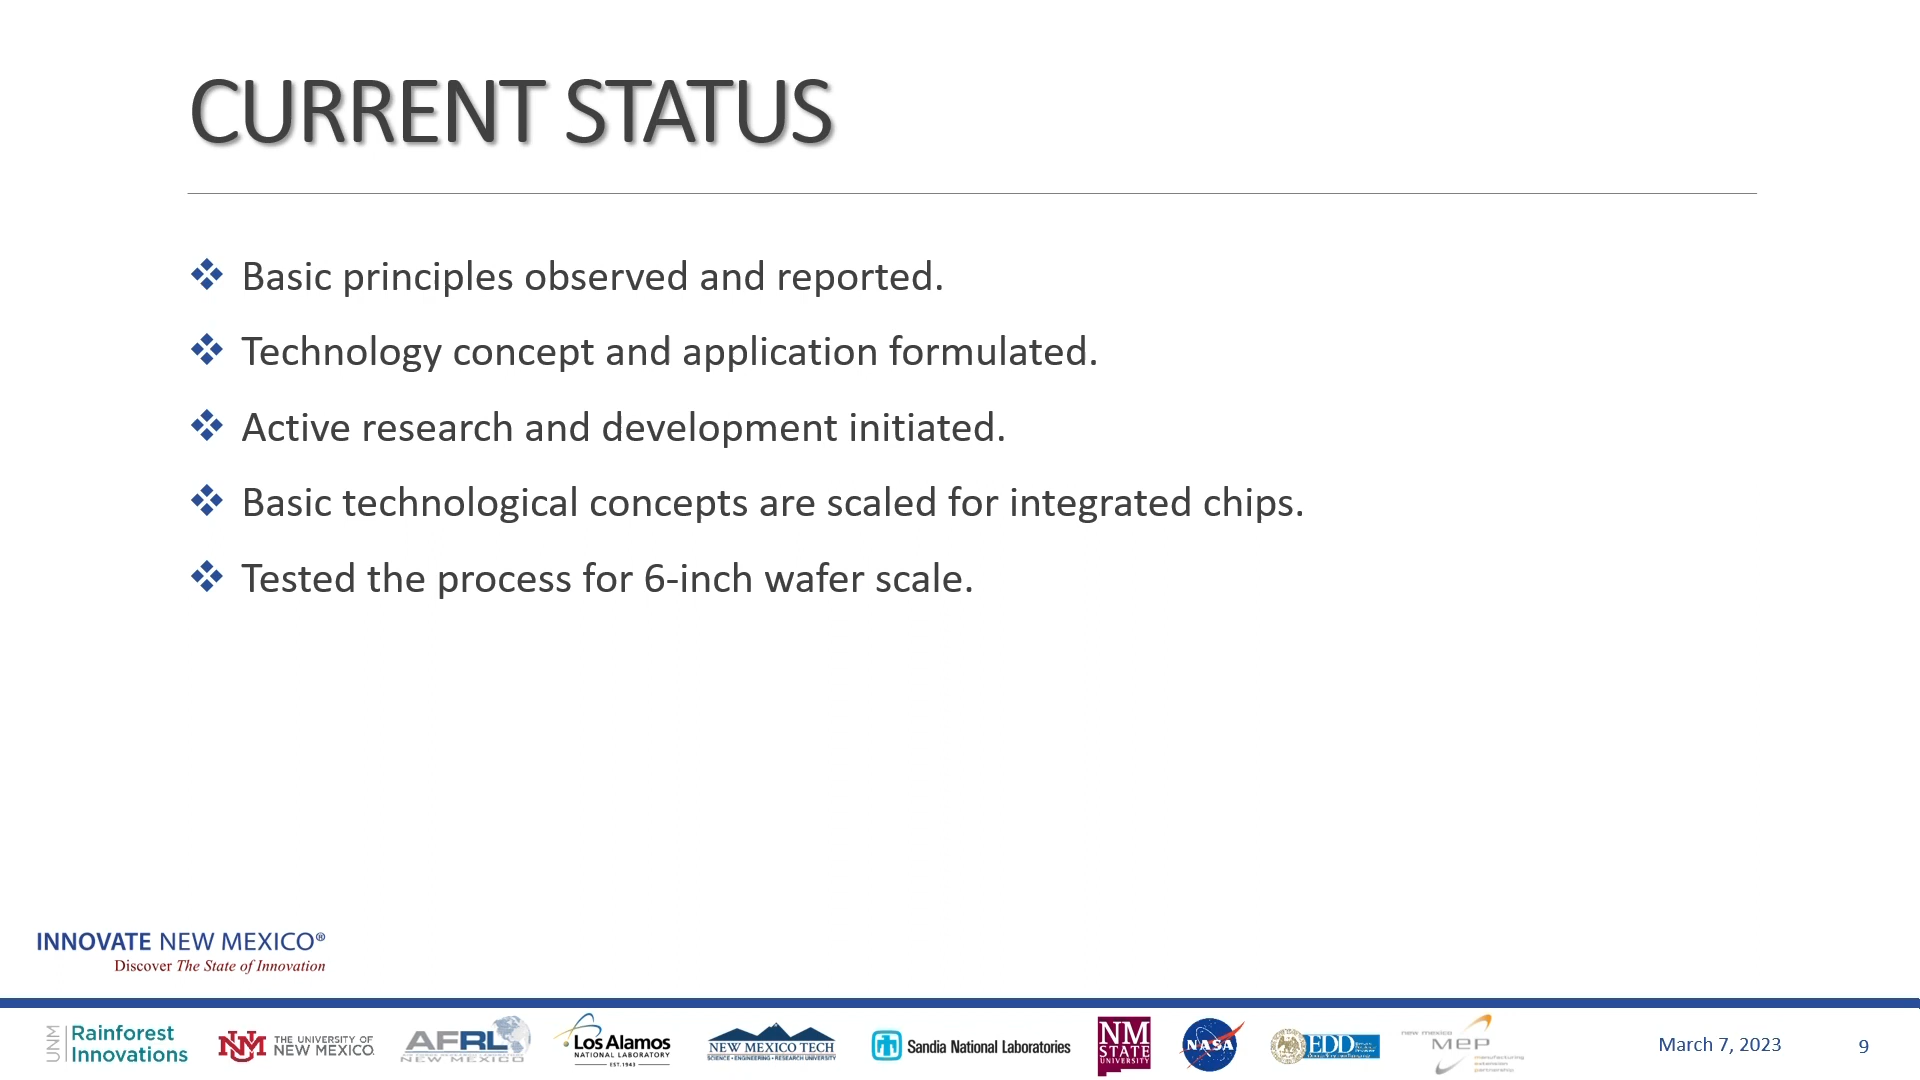 CURRENT STATUS
Basic principles observed and reported.
Technology concept and application formulated.
Active research and development initiated.
Basic technological concepts are scaled for integrated chips.
Tested the process for 6-inch wafer scale.
INNOVATE NEW MEXICO®
Discover The State of Innovation
UNM
Rainforest
Innovations
NM
THE UNIVERSITY OF
NEW MEXICO
AFRL
NEW MEXICO
Los Alamos
NATIONAL LABORATORY
EST. 1943
NEW MEXICO TECH
SCIENCE • ENGINEERING • RESEARCH UNIVERSITY
Sandia National Laboratories
NM
STATE
UNIVERSITY
NASA
EDD
new mexico
MEP
manufacturing
extension
partnership
March 7, 2023
9